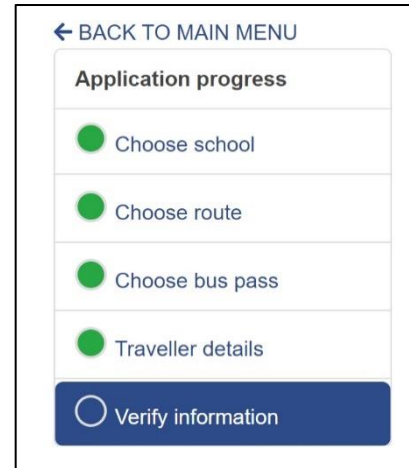 ← BACK TO MAIN MENU
Application progress
Choose school
Choose route
Choose bus pass
Traveller details
Verify information